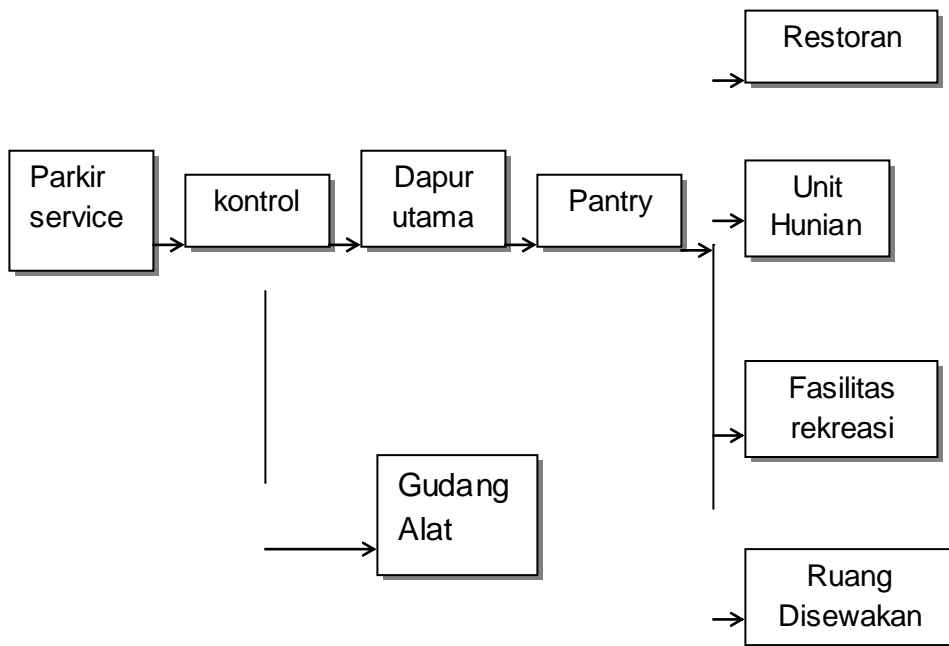 Restoran
Parkir
service
kontrol
Dapur
utama
Pantry
Unit
Hunian
Fasilitas
rekreasi
Gudang
Alat
Ruang
Disewakan